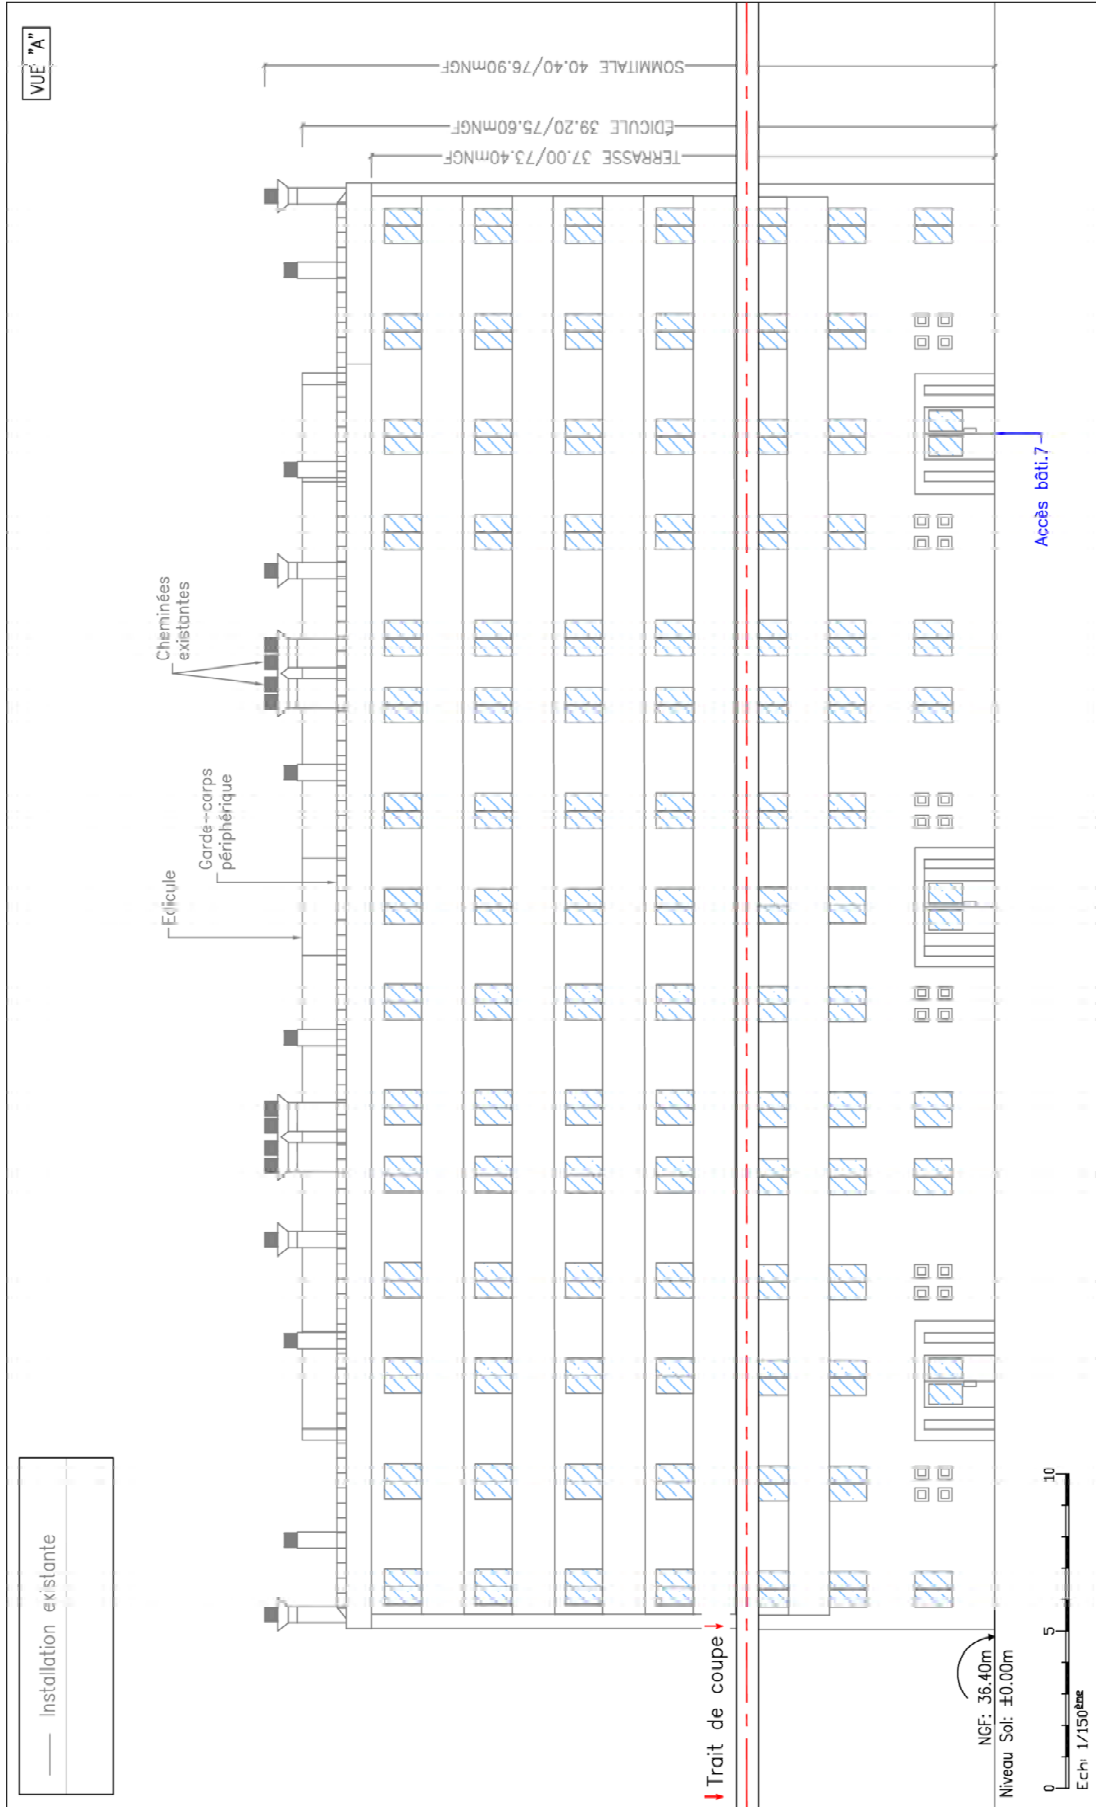 VUE "A"
SOMMITALE 40.40/76.90mNGF
ÉDICULE 39.20/75.60mNGF
TERRASSE 37.00/73.40mNGF
Cheminées
existantes
Garde-corps
périphérique
Edicule
Accès bâti.7
Installation existante
Trait de coupe
NGF: 36.40m
Niveau Sol: ±0.00m
0 5 10
Ech: 1/150ème